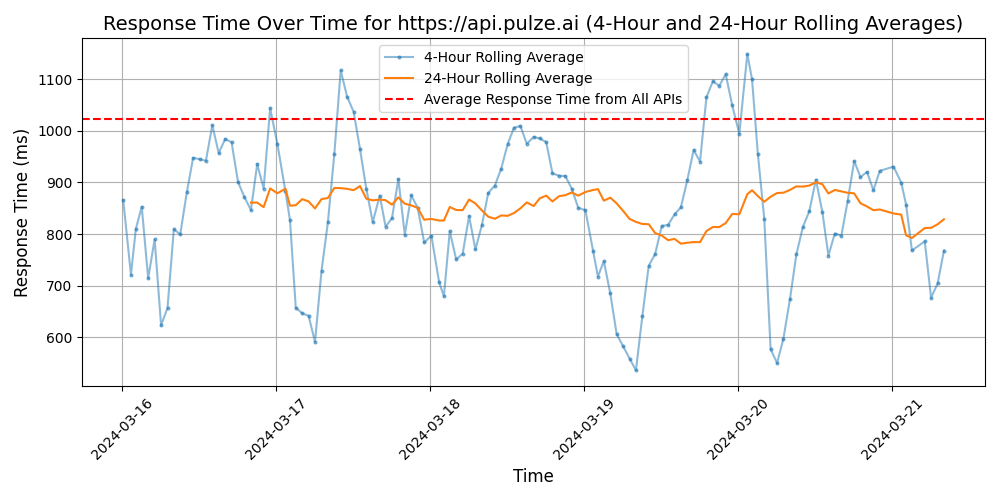 Response Time Over Time for https://api.pulze.ai (4-Hour and 24-Hour Rolling Averages)
4-Hour Rolling Average
24-Hour Rolling Average
Average Response Time from All APIs
Response Time (ms)
1100
1000
900
800
700
600
2024-03-16
2024-03-17
2024-03-18
2024-03-19
2024-03-20
2024-03-21
Time